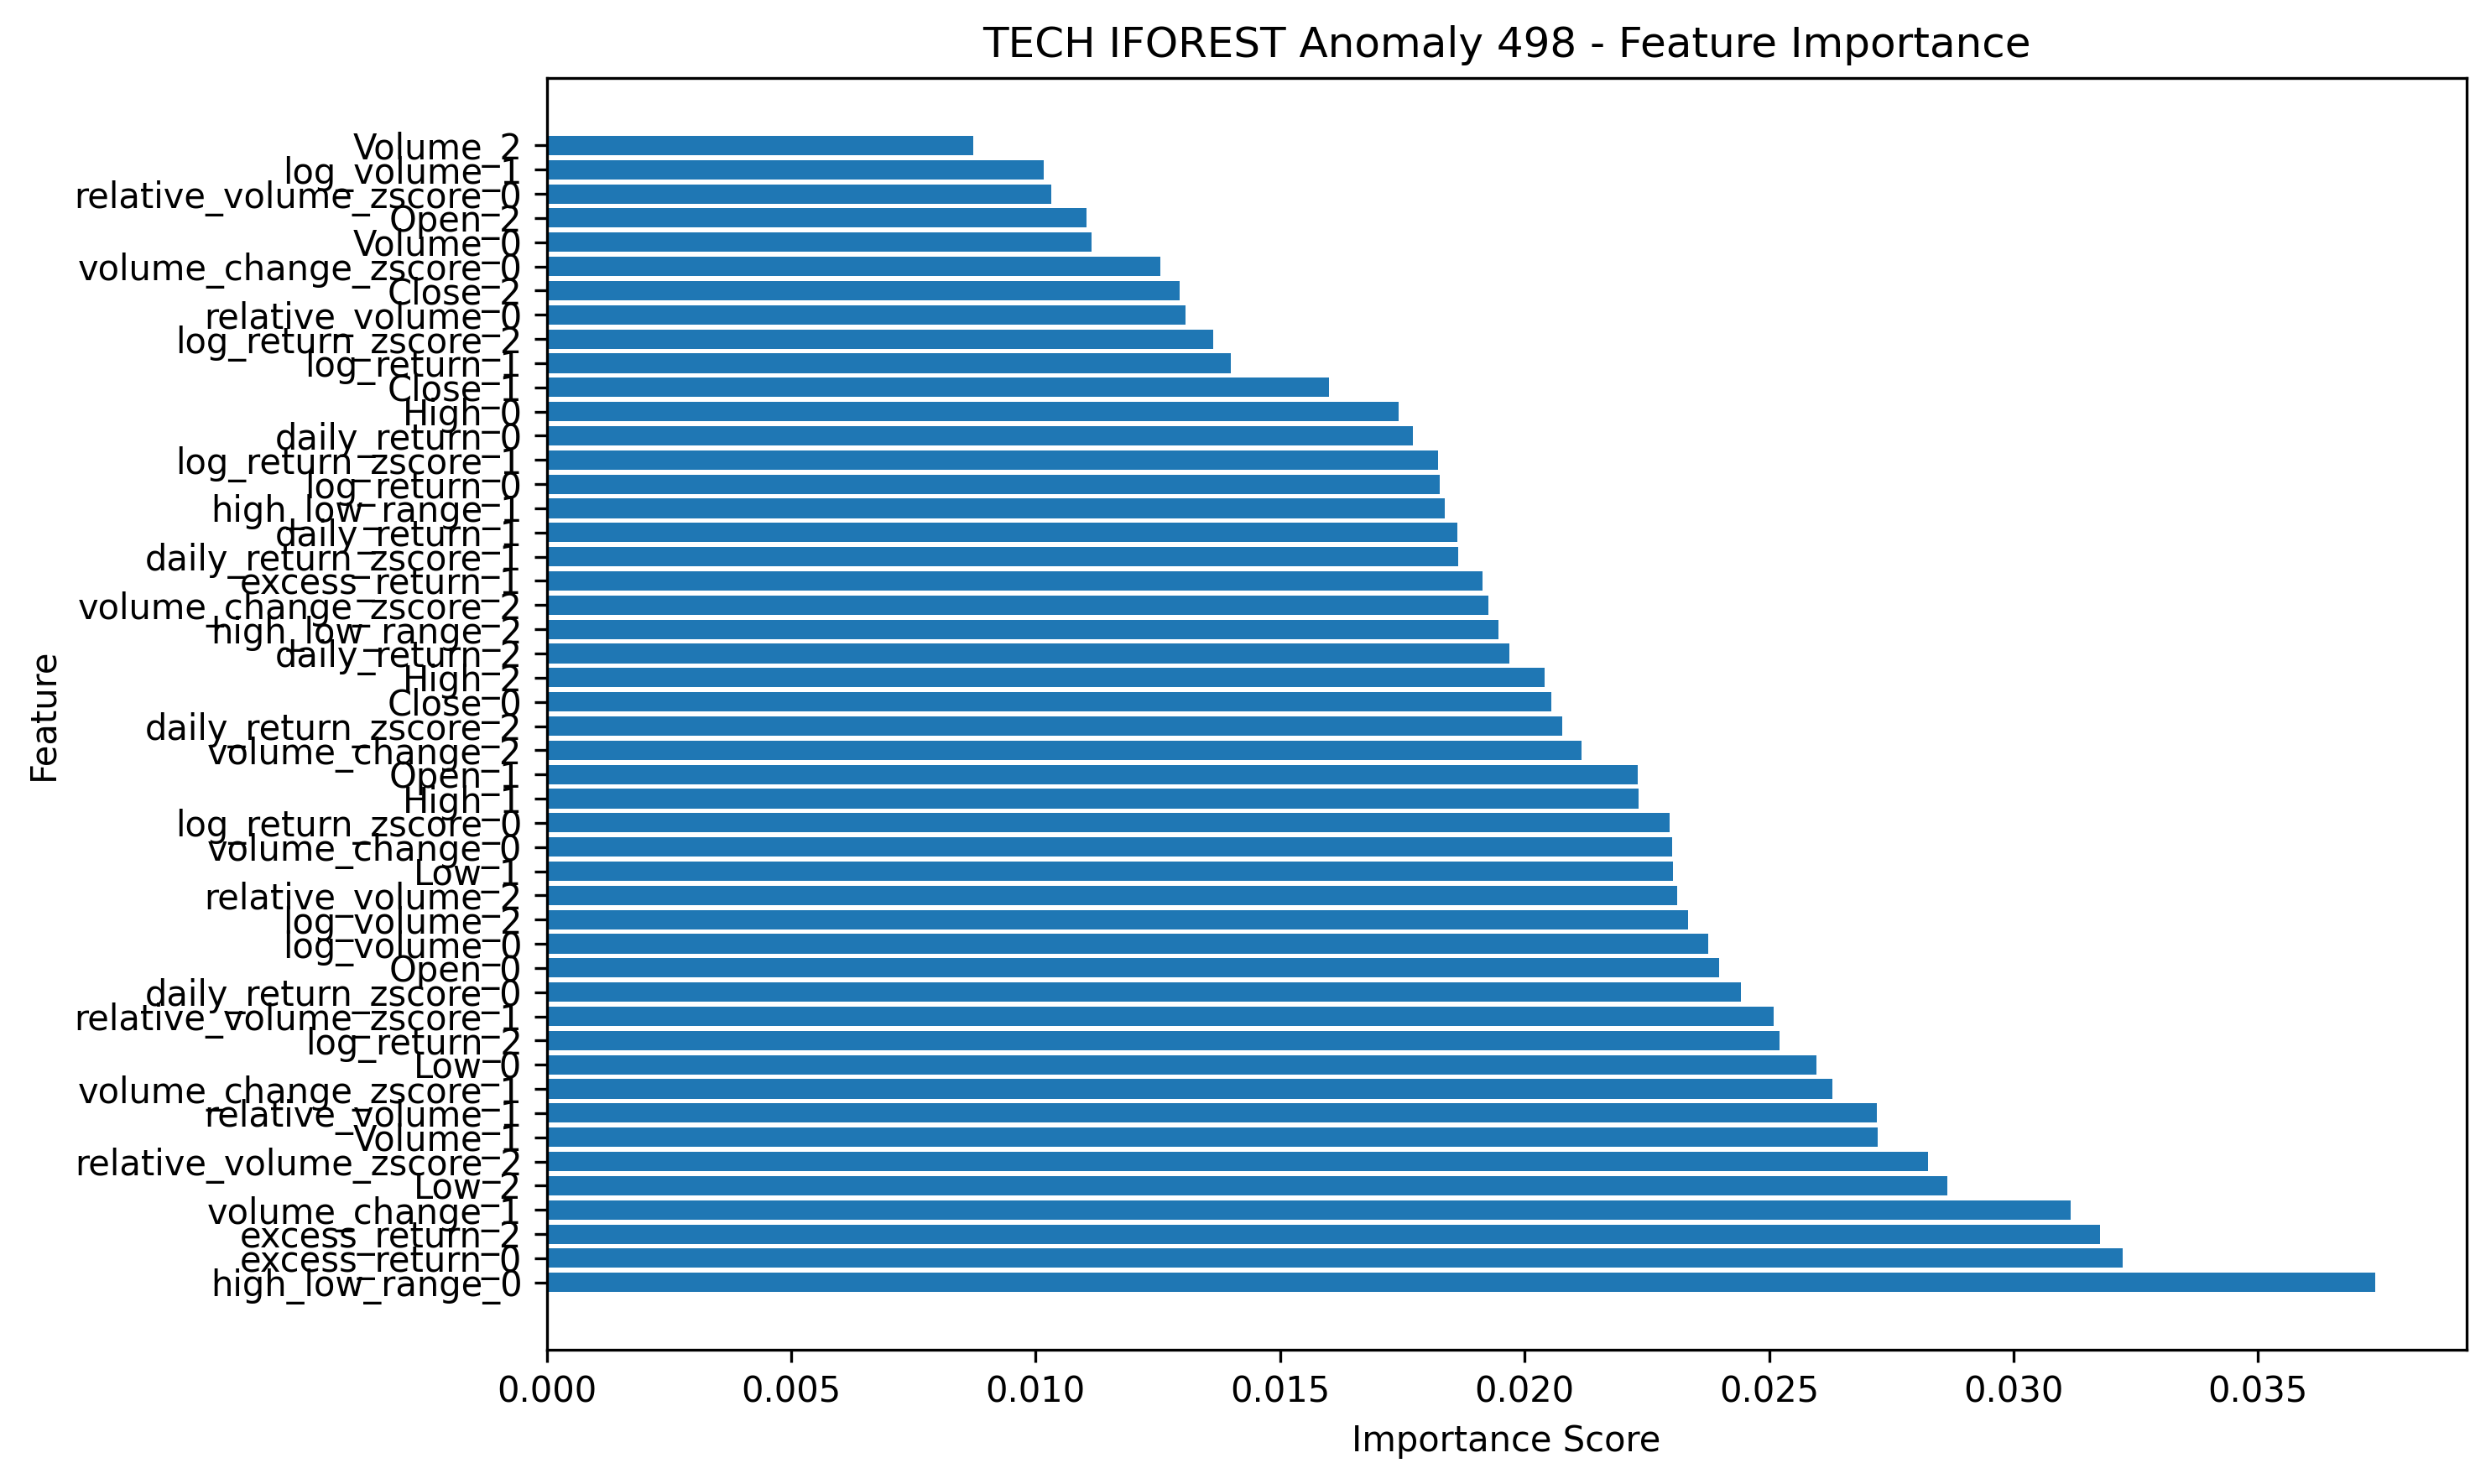 TECH IFOREST Anomaly 498 - Feature Importance
Volume_2
log_volume_1
relative_volume_zscore_0
Open_2
Volume_0
volume_change_zscore_0
Close_2
relative_volume_0
log_return_zscore_2
log_return_1
Close_1
High_0
daily_return_0
log_return_zscore_1
log_return_0
high_low_range_1
daily_return_1
daily_return_zscore_1
excess_return_1
volume_change_zscore_2
high_low_range_2
daily_return_2
High_2
Close_0
daily_return_zscore_2
volume_change_2
Open_1
High_1
log_return_zscore_0
volume_change_0
Low_1
relative_volume_2
log_volume_2
log_volume_0
Open_0
daily_return_zscore_0
relative_volume_zscore_1
log_return_2
Low_0
volume_change_zscore_1
relative_volume_1
Volume_1
relative_volume_zscore_2
Low_2
volume_change_1
excess_return_2
excess_return_0
high_low_range_0
Feature
0.000 0.005 0.010 0.015 0.020 0.025 0.030 0.035
Importance Score